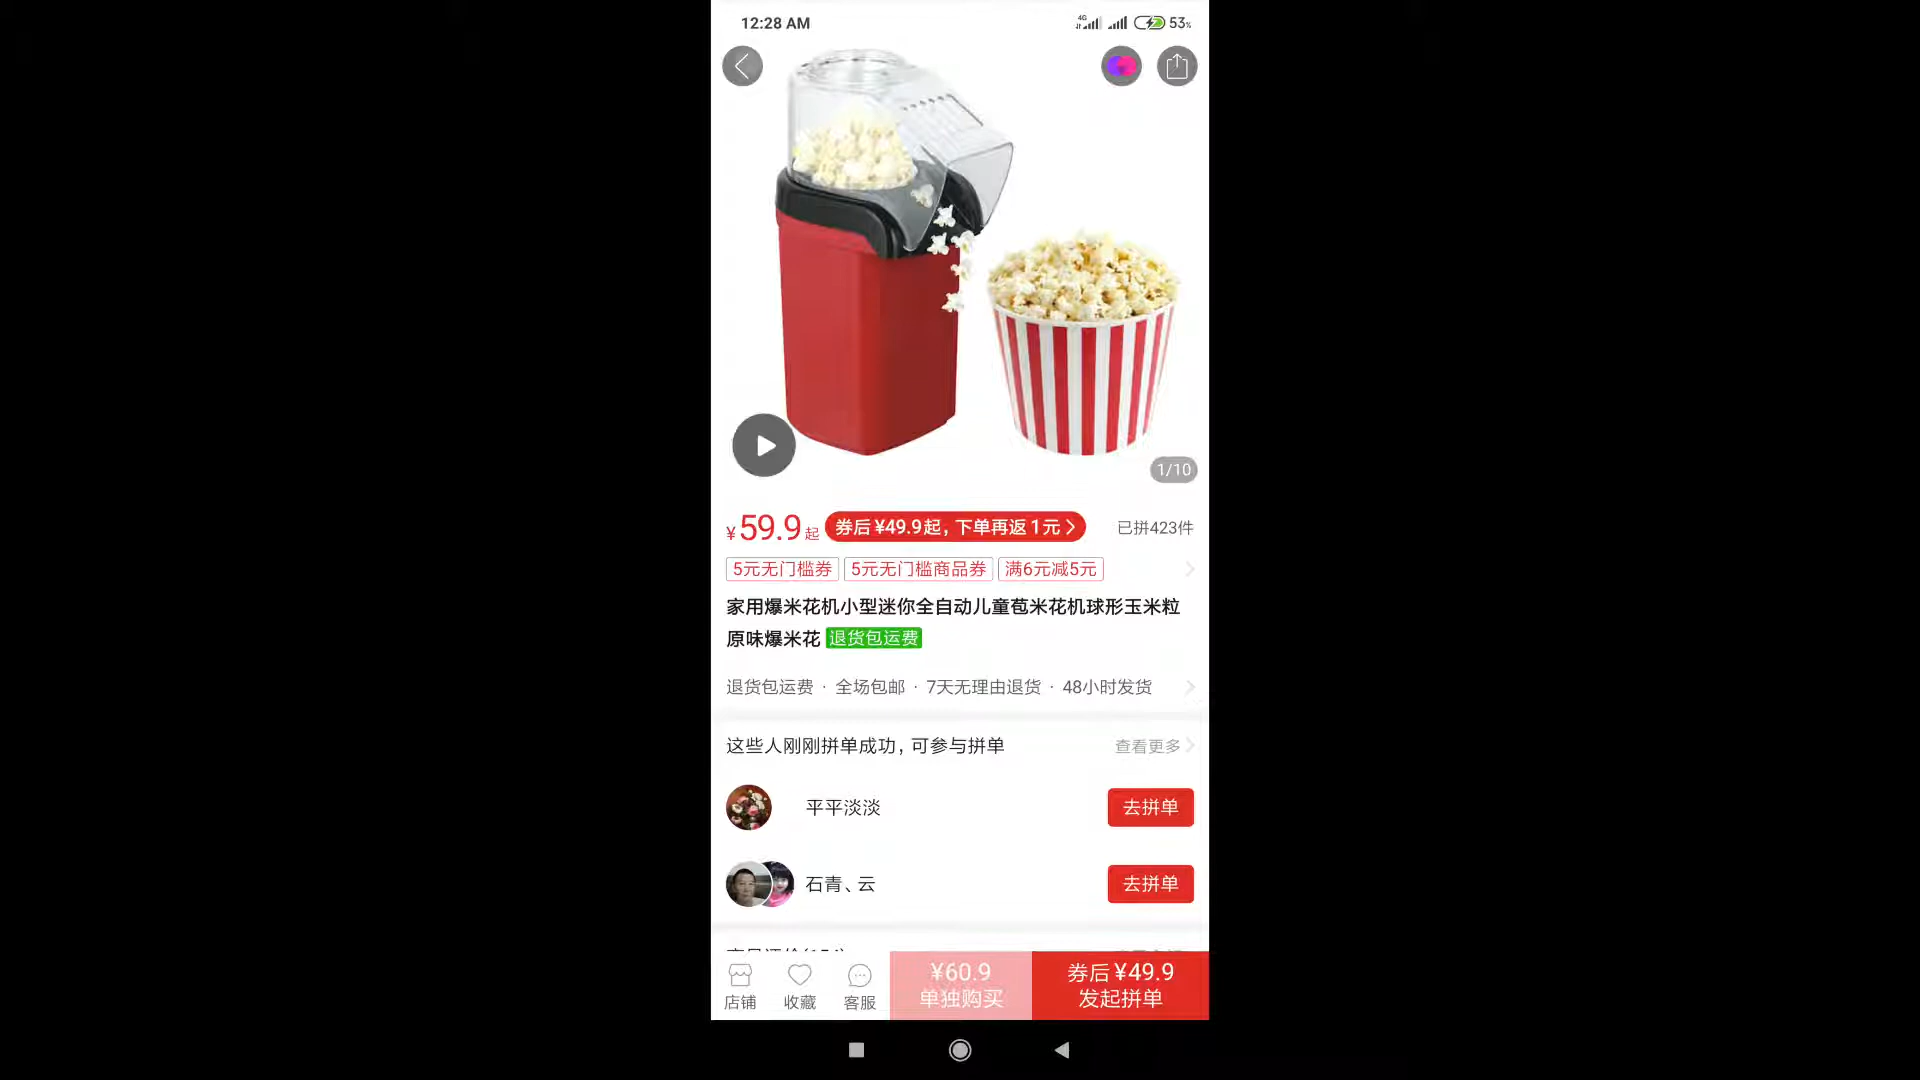 12:28 AM
4G
53%
1/10
¥59.9起 券后¥49.9起，下单再返1元 已拼423件
5元无门槛券 5元无门槛商品券 满6元减5元
家用爆米花机小型迷你全自动儿童苞米花机球形玉米粒
原味爆米花 退货包运费
退货包运费 · 全场包邮 · 7天无理由退货 · 48小时发货
这些人刚刚拼单成功，可参与拼单 查看更多
平平淡淡 去拼单
石青、云 去拼单
¥60.9 券后¥49.9
店铺 收藏 客服 单独购买 发起拼单